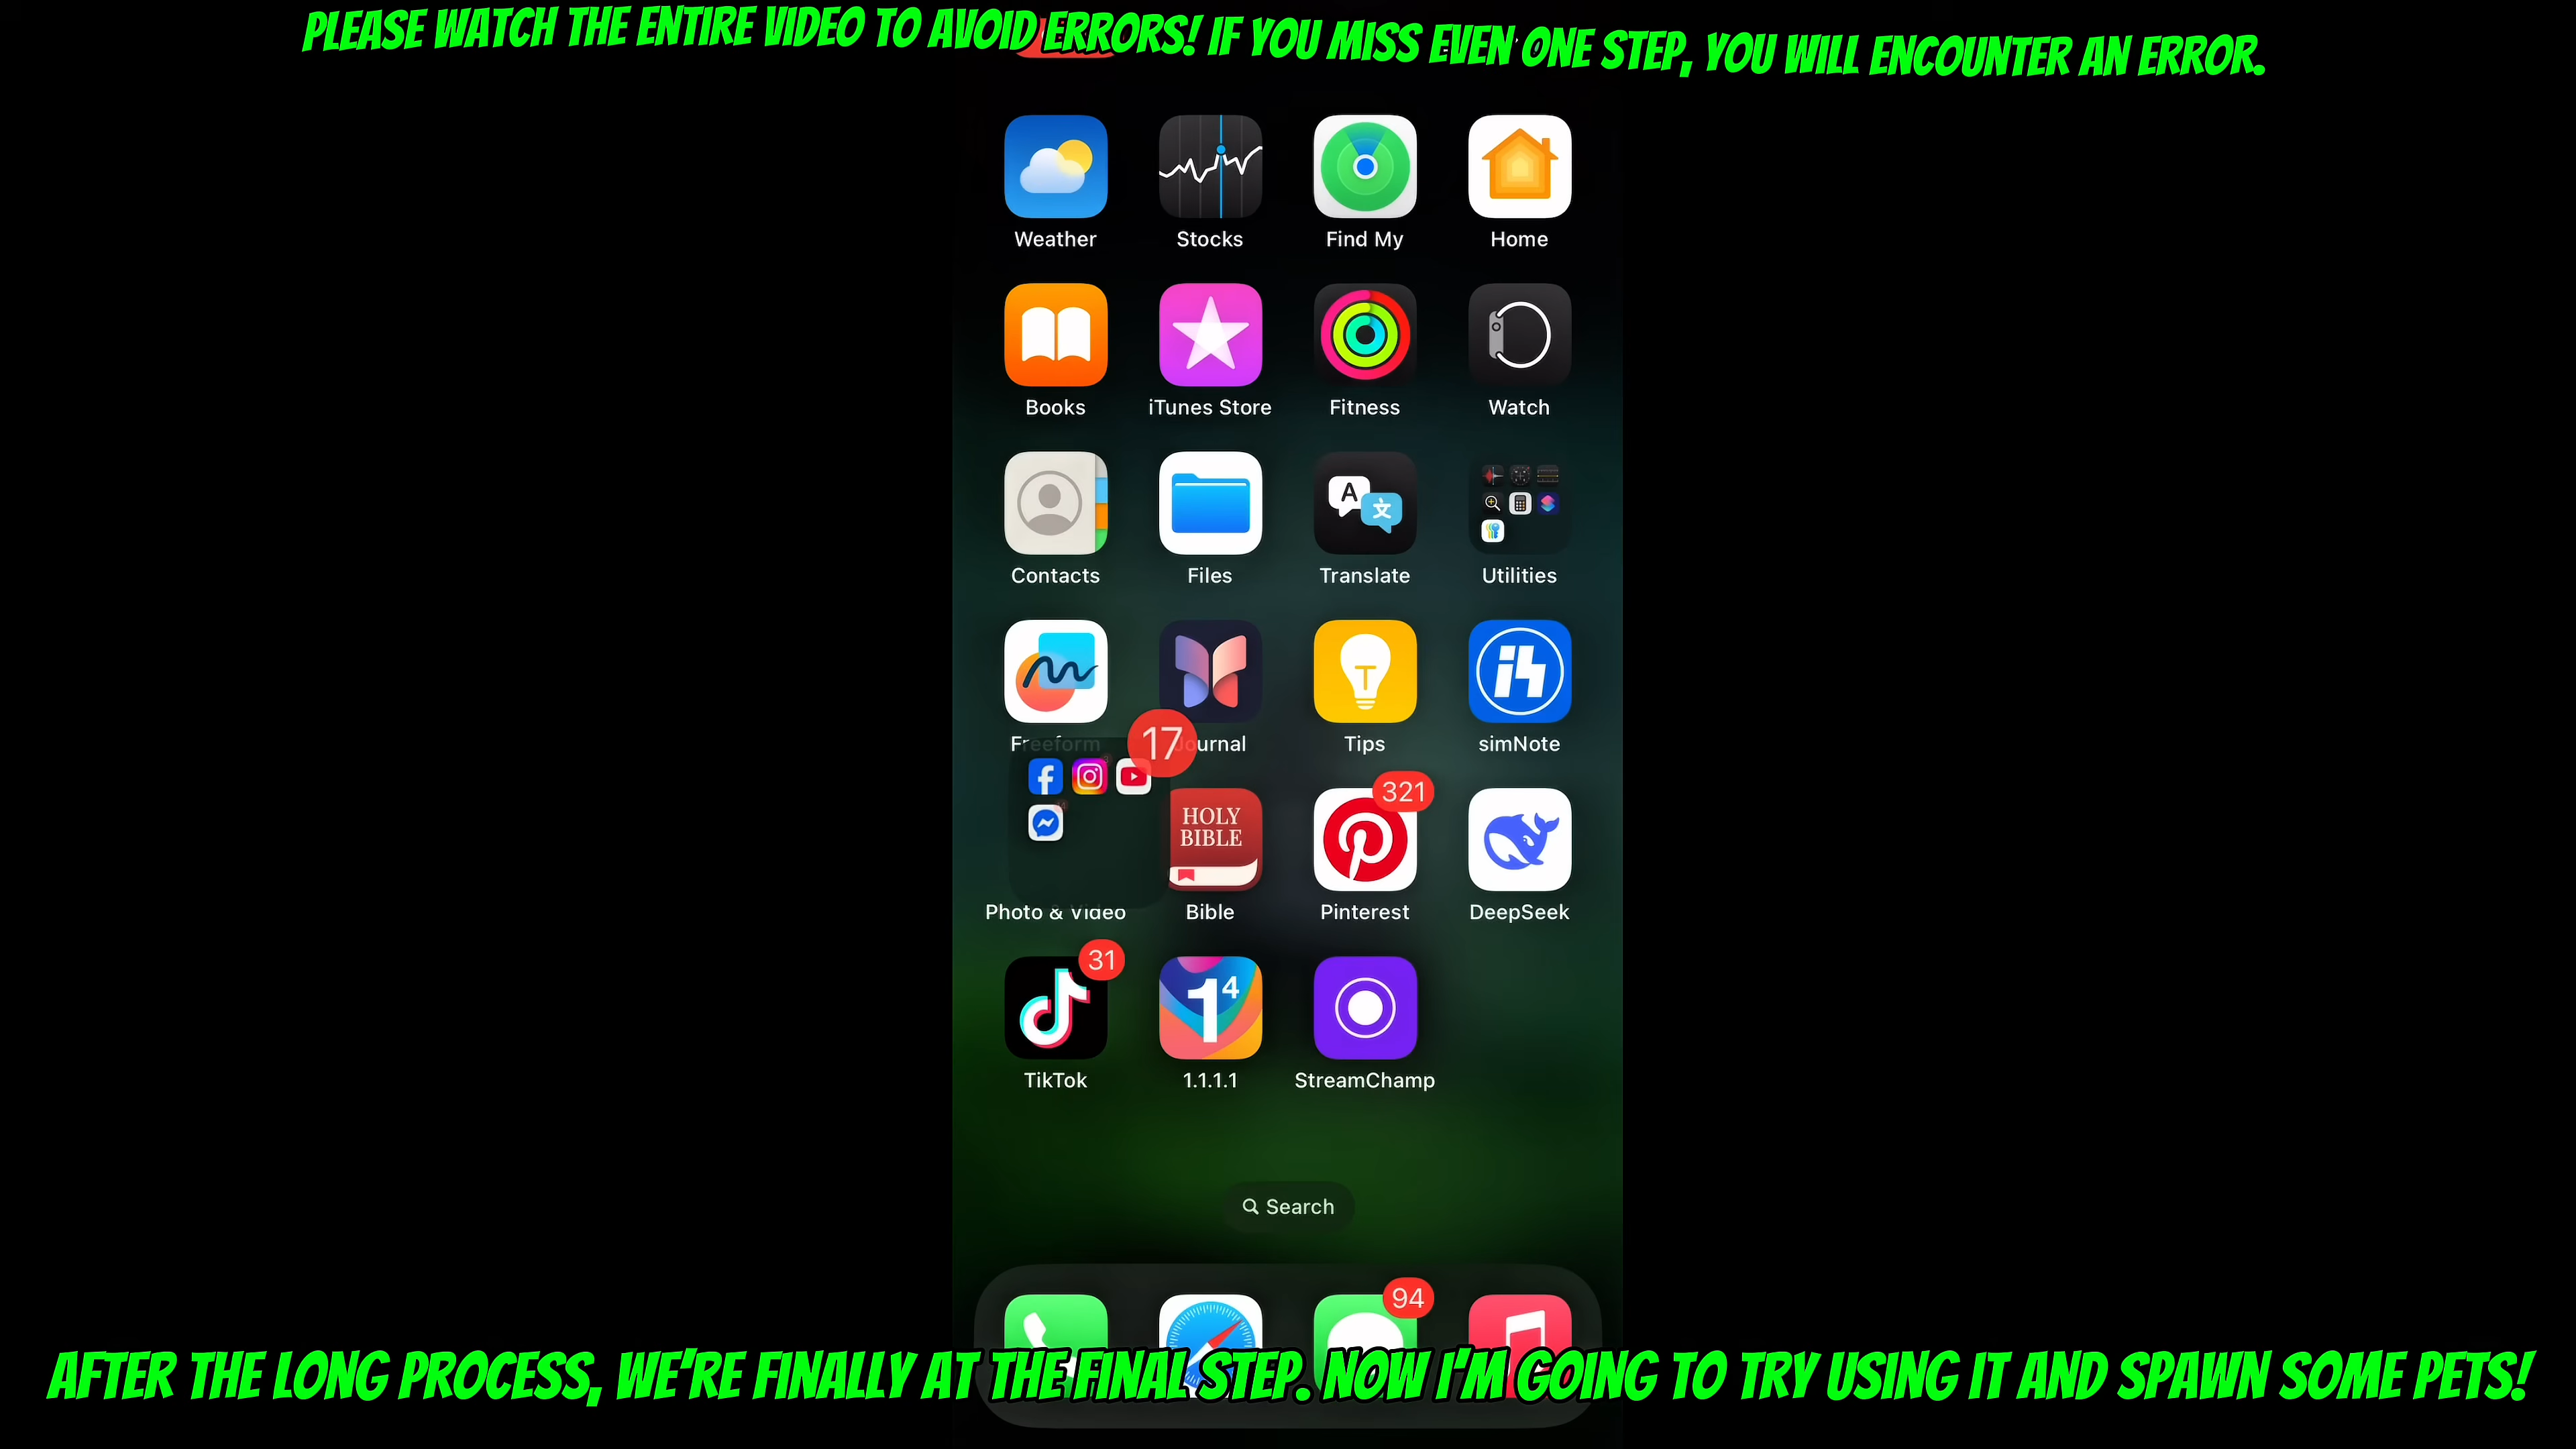 PLEASE WATCH THE ENTIRE VIDEO TO AVOID ERRORS! IF YOU MISS EVEN ONE STEP, YOU WILL ENCOUNTER AN ERROR.
Weather Stocks Find My Home
Books iTunes Store Fitness Watch
A 文
Contacts Files Translate Utilities
Freeform Journal Tips simNote
17
321
HOLY
BIBLE
Photo & Video Bible Pinterest DeepSeek
31
1⁴
TikTok 1.1.1.1 StreamChamp
Search
94
AFTER THE LONG PROCESS, WE'RE FINALLY AT THE FINAL STEP. NOW I'M GOING TO TRY USING IT AND SPAWN SOME PETS!